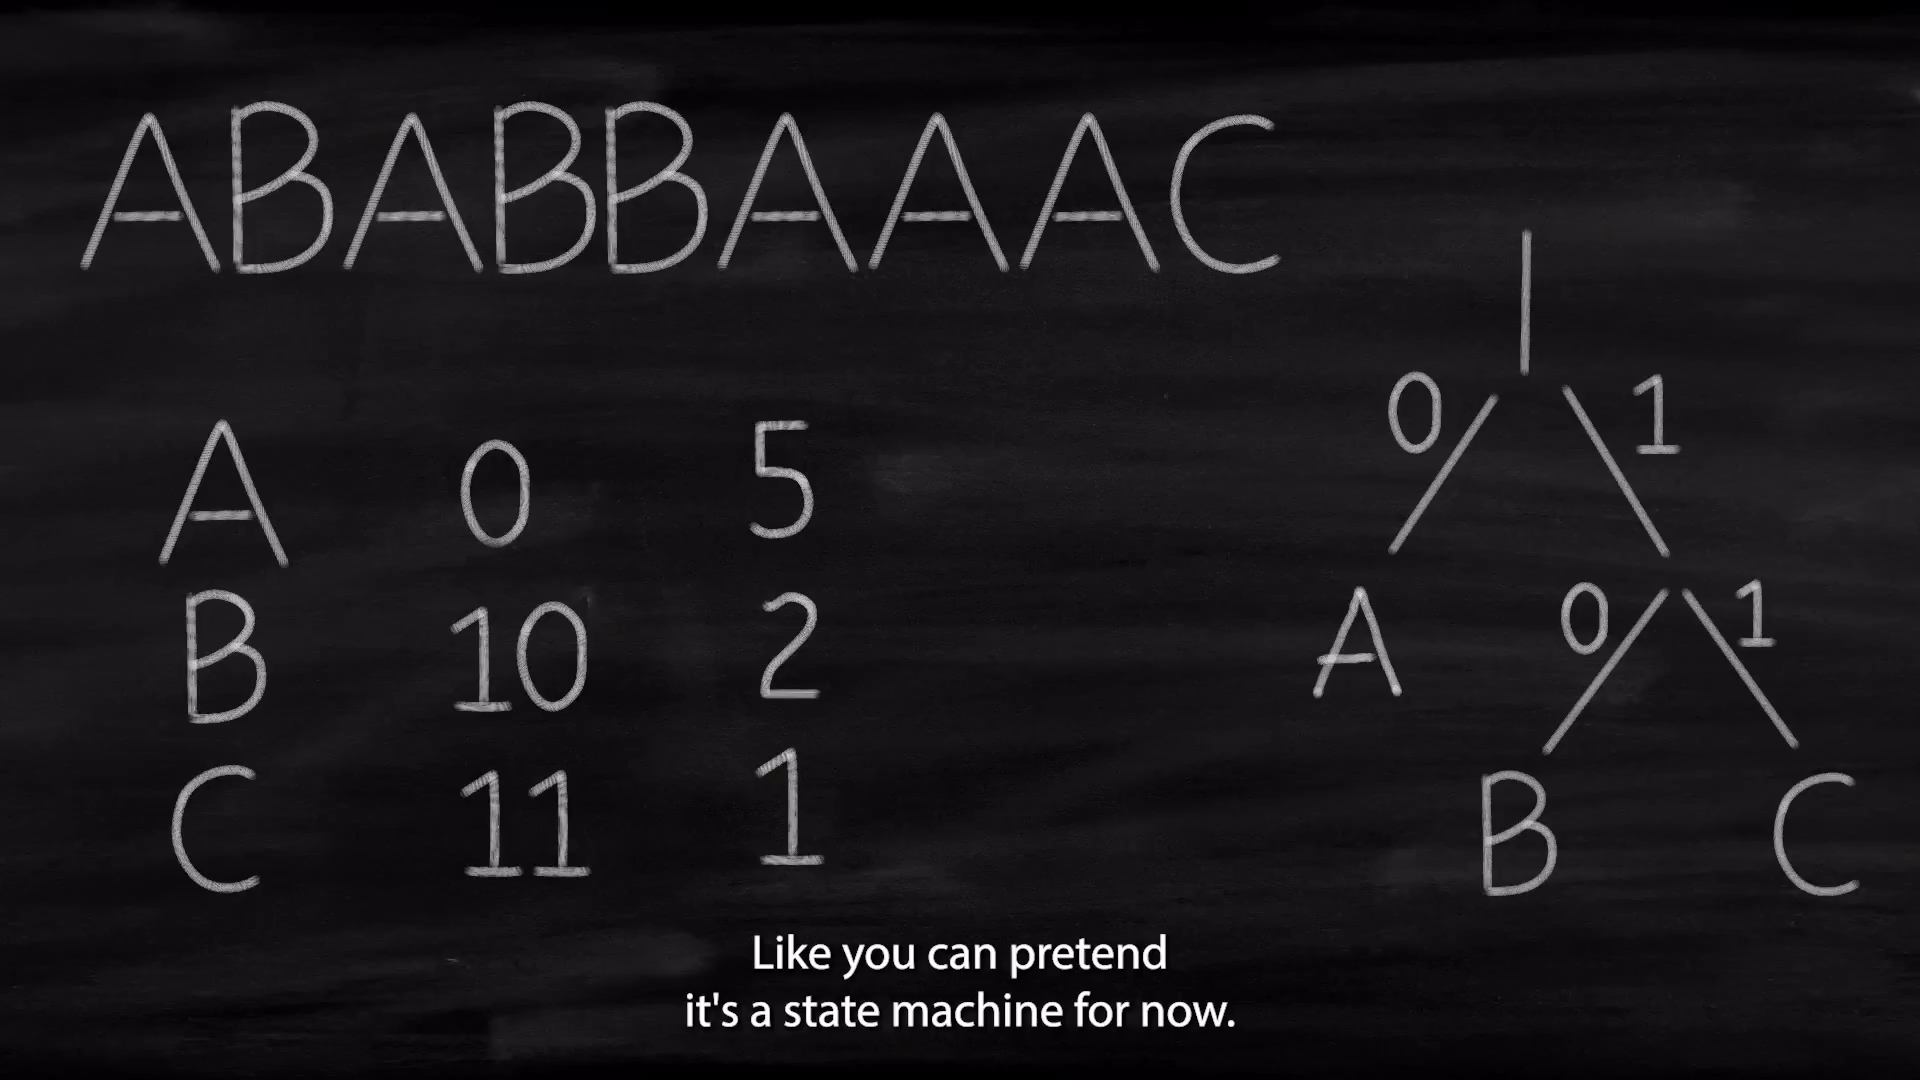 ABABBAAAC
A 0 5
B 10 2
C 11 1
0 1
A 0 1
B C
Like you can pretend
it's a state machine for now.